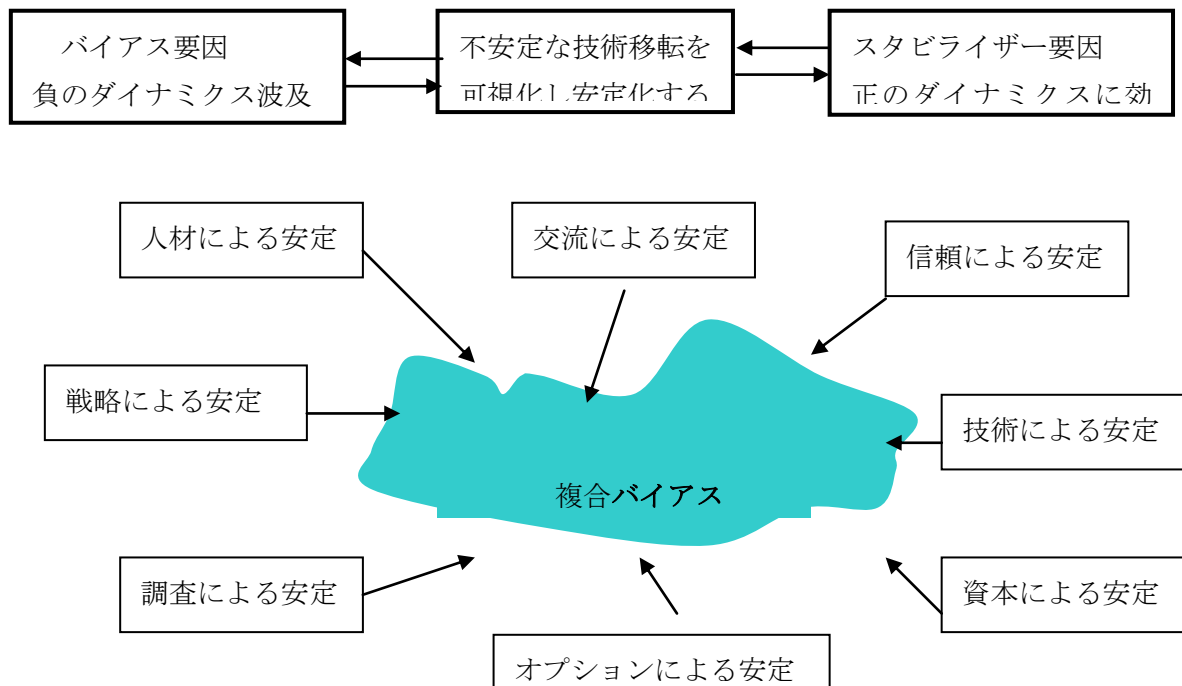 バイアス要因
負のダイナミクス波及
不安定な技術移転を
可視化し安定化する
スタビライザー要因
正のダイナミクスに効
人材による安定
交流による安定
信頼による安定
戦略による安定
技術による安定
複合バイアス
調査による安定
資本による安定
オプションによる安定